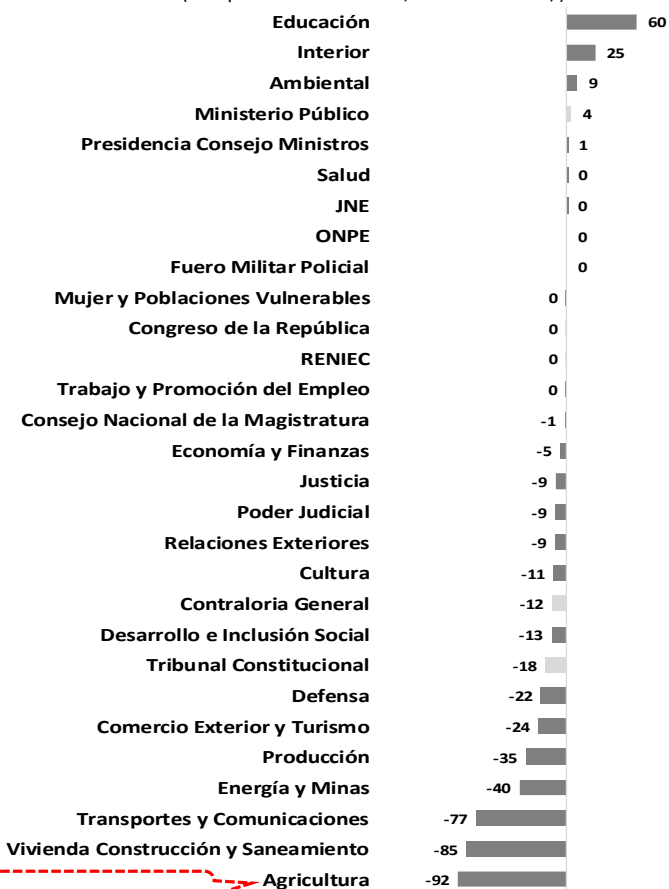 Educación 60
Interior 25
Ambiental 9
Ministerio Público 4
Presidencia Consejo Ministros 1
Salud 0
JNE 0
ONPE 0
Fuero Militar Policial 0
Mujer y Poblaciones Vulnerables 0
Congreso de la República 0
RENIEC 0
Trabajo y Promoción del Empleo 0
Consejo Nacional de la Magistratura -1
Economía y Finanzas -5
Justicia -9
Poder Judicial -9
Relaciones Exteriores -9
Cultura -11
Contraloria General -12
Desarrollo e Inclusión Social -13
Tribunal Constitucional -18
Defensa -22
Comercio Exterior y Turismo -24
Producción -35
Energía y Minas -40
Transportes y Comunicaciones -77
Vivienda Construcción y Saneamiento -85
Agricultura -92